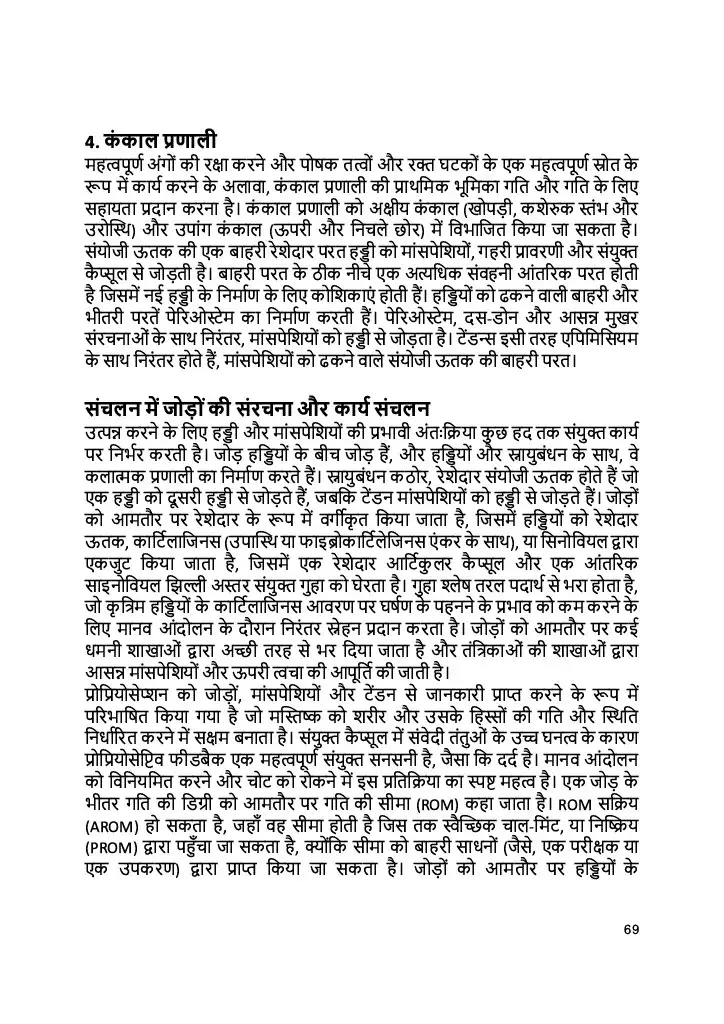 4. कंकाल प्रणाली
महत्वपूर्ण अंगों की रक्षा करने और पोषक तत्वों और रक्त घटकों के एक महत्वपूर्ण स्रोत के
रूप में कार्य करने के अलावा, कंकाल प्रणाली की प्राथमिक भूमिका गति और गति के लिए
सहायता प्रदान करना है। कंकाल प्रणाली को अक्षीय कंकाल (खोपड़ी, कशेरुक स्तंभ और
उरोस्थि) और उपांग कंकाल (ऊपरी और निचले छोर) में विभाजित किया जा सकता है।
संयोजी ऊतक की एक बाहरी रेशेदार परत हड्डी को मांसपेशियों, गहरी प्रावरणी और संयुक्त
कैप्सूल से जोड़ती है। बाहरी परत के ठीक नीचे एक अत्यधिक संवहनी आंतरिक परत होती
है जिसमें नई हड्डी के निर्माण के लिए कोशिकाएं होती हैं। हड्डियों को ढकने वाली बाहरी और
भीतरी परतें पेरिओस्टेम का निर्माण करती हैं। पेरिओस्टेम, दस-डोन और आसन्न मुखर
संरचनाओं के साथ निरंतर, मांसपेशियों को हड्डी से जोड़ता है। टेंडन्स इसी तरह एपिमिसियम
के साथ निरंतर होते हैं, मांसपेशियों को ढकने वाले संयोजी ऊतक की बाहरी परत।
संचलन में जोड़ों की संरचना और कार्य संचलन
उत्पन्न करने के लिए हड्डी और मांसपेशियों की प्रभावी अंतःक्रिया कुछ हद तक संयुक्त कार्य
पर निर्भर करती है। जोड़ हड्डियों के बीच जोड़ हैं, और हड्डियों और स्नायुबंधन के साथ, वे
कलात्मक प्रणाली का निर्माण करते हैं। स्नायुबंधन कठोर, रेशेदार संयोजी ऊतक होते हैं जो
एक हड्डी को दूसरी हड्डी से जोड़ते हैं, जबकि टेंडन मांसपेशियों को हड्डी से जोड़ते हैं। जोड़ों
को आमतौर पर रेशेदार के रूप में वर्गीकृत किया जाता है, जिसमें हड्डियों को रेशेदार
ऊतक, कार्टिलाजिनस (उपास्थि या फाइब्रोकार्टिलेजिनस एंकर के साथ), या सिनोवियल द्वारा
एकजुट किया जाता है, जिसमें एक रेशेदार आर्टिकुलर कैप्सूल और एक आंतरिक
साइनोवियल झिल्ली अस्तर संयुक्त गुहा को घेरता है। गुहा श्लेष तरल पदार्थ से भरा होता है,
जो कृत्रिम हड्डियों के कार्टिलाजिनस आवरण पर घर्षण के पहनने के प्रभाव को कम करने के
लिए मानव आंदोलन के दौरान निरंतर स्नेहन प्रदान करता है। जोड़ों को आमतौर पर कई
धमनी शाखाओं द्वारा अच्छी तरह से भर दिया जाता है और तंत्रिकाओं की शाखाओं द्वारा
आसन्न मांसपेशियों और ऊपरी त्वचा की आपूर्ति की जाती है।
प्रोप्रियोसेप्शन को जोड़ों, मांसपेशियों और टेंडन से जानकारी प्राप्त करने के रूप में
परिभाषित किया गया है जो मस्तिष्क को शरीर और उसके हिस्सों की गति और स्थिति
निर्धारित करने में सक्षम बनाता है। संयुक्त कैप्सूल में संवेदी तंतुओं के उच्च घनत्व के कारण
प्रोप्रियोसेप्टिव फीडबैक एक महत्वपूर्ण संयुक्त सनसनी है, जैसा कि दर्द है। मानव आंदोलन
को विनियमित करने और चोट को रोकने में इस प्रतिक्रिया का स्पष्ट महत्व है। एक जोड़ के
भीतर गति की डिग्री को आमतौर पर गति की सीमा (ROM) कहा जाता है। ROM सक्रिय
(AROM) हो सकता है, जहाँ वह सीमा होती है जिस तक स्वैच्छिक चाल-मिंट, या निष्क्रिय
(PROM) द्वारा पहुँचा जा सकता है, क्योंकि सीमा को बाहरी साधनों (जैसे, एक परीक्षक या
एक उपकरण) द्वारा प्राप्त किया जा सकता है। जोड़ों को आमतौर पर हड्डियों के
69